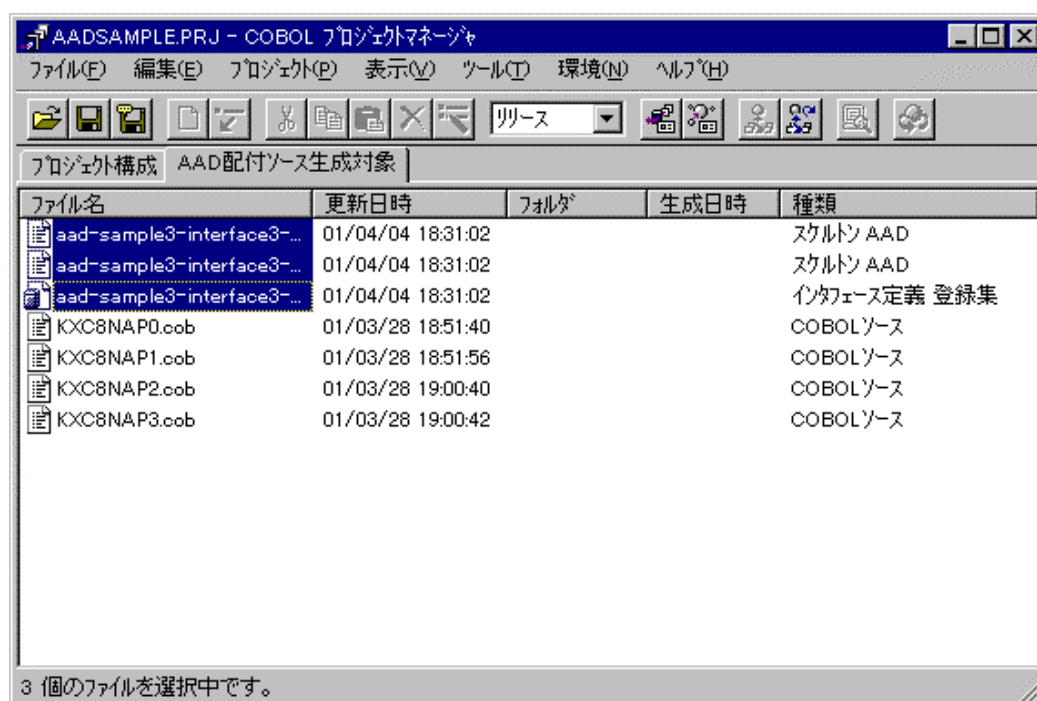 AADSAMPLE.PRJ - COBOL ﾌﾟﾛｼﾞｪｸﾄﾏﾈｰｼﾞｬ
ﾌｧｲﾙ(F) 編集(E) ﾌﾟﾛｼﾞｪｸﾄ(P) 表示(V) ﾂｰﾙ(T) 環境(N) ﾍﾙﾌﾟ(H)
ﾘﾘｰｽ
ﾌﾟﾛｼﾞｪｸﾄ構成 AAD配付ｿｰｽ生成対象
ﾌｧｲﾙ名 更新日時 ﾌｫﾙﾀﾞ 生成日時 種類
aad-sample3-interface3-... 01/04/04 18:31:02 ｽｹﾙﾄﾝ AAD
aad-sample3-interface3-... 01/04/04 18:31:02 ｽｹﾙﾄﾝ AAD
aad-sample3-interface3-... 01/04/04 18:31:02 ｲﾝﾀﾌｪｰｽ定義 登録集
KXC8NAP0.cob 01/03/28 18:51:40 COBOLｿｰｽ
KXC8NAP1.cob 01/03/28 18:51:56 COBOLｿｰｽ
KXC8NAP2.cob 01/03/28 19:00:40 COBOLｿｰｽ
KXC8NAP3.cob 01/03/28 19:00:42 COBOLｿｰｽ
3 個のﾌｧｲﾙを選択中です。